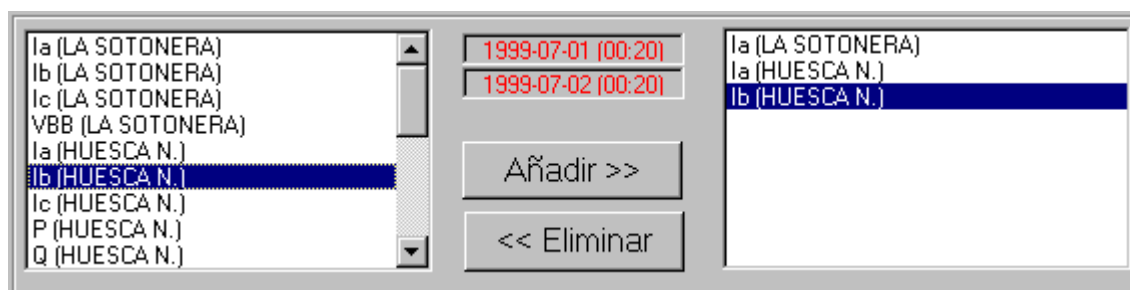 Ia (LA SOTONERA)
Ib (LA SOTONERA)
Ic (LA SOTONERA)
VBB (LA SOTONERA)
Ia (HUESCA N.)
Ib (HUESCA N.)
Ic (HUESCA N.)
P (HUESCA N.)
Q (HUESCA N.)
1999-07-01 (00:20)
1999-07-02 (00:20)
Añadir >>
<< Eliminar
Ia (LA SOTONERA)
Ia (HUESCA N.)
Ib (HUESCA N.)